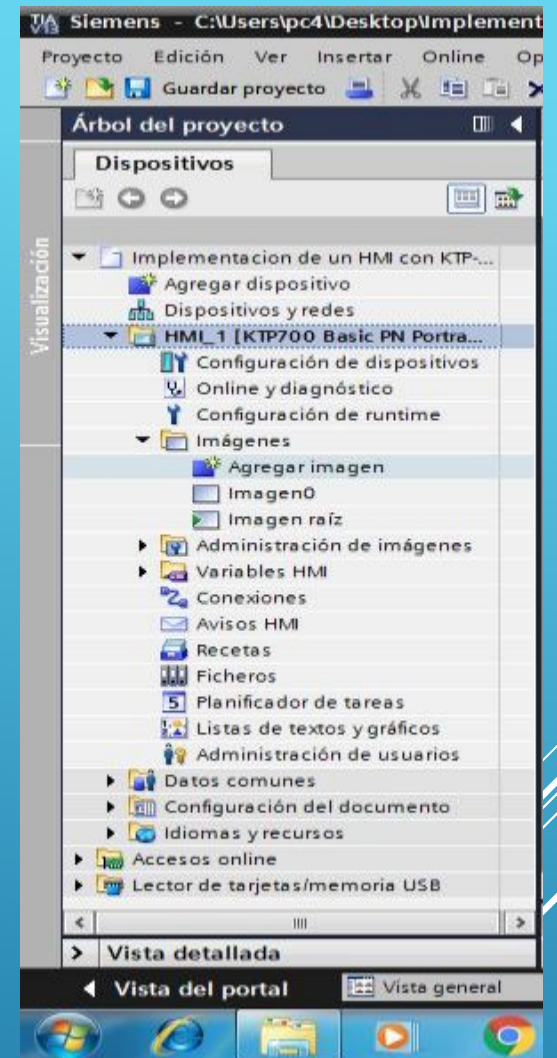 Siemens - C:\Users\pc4\Desktop\Implement
Proyecto Edición Ver Insertar Online Op
Guardar proyecto
Árbol del proyecto
Dispositivos
Visualización
Implementacion de un HMI con KTP-...
Agregar dispositivo
Dispositivos y redes
HMI_1 [KTP700 Basic PN Portra...
Configuración de dispositivos
Online y diagnóstico
Configuración de runtime
Imágenes
Agregar imagen
Imagen0
Imagen raíz
Administración de imágenes
Variables HMI
Conexiones
Avisos HMI
Recetas
Ficheros
Planificador de tareas
Listas de textos y gráficos
Administración de usuarios
Datos comunes
Configuración del documento
Idiomas y recursos
Accesos online
Lector de tarjetas/memoria USB
Vista detallada
Vista del portal
Vista general